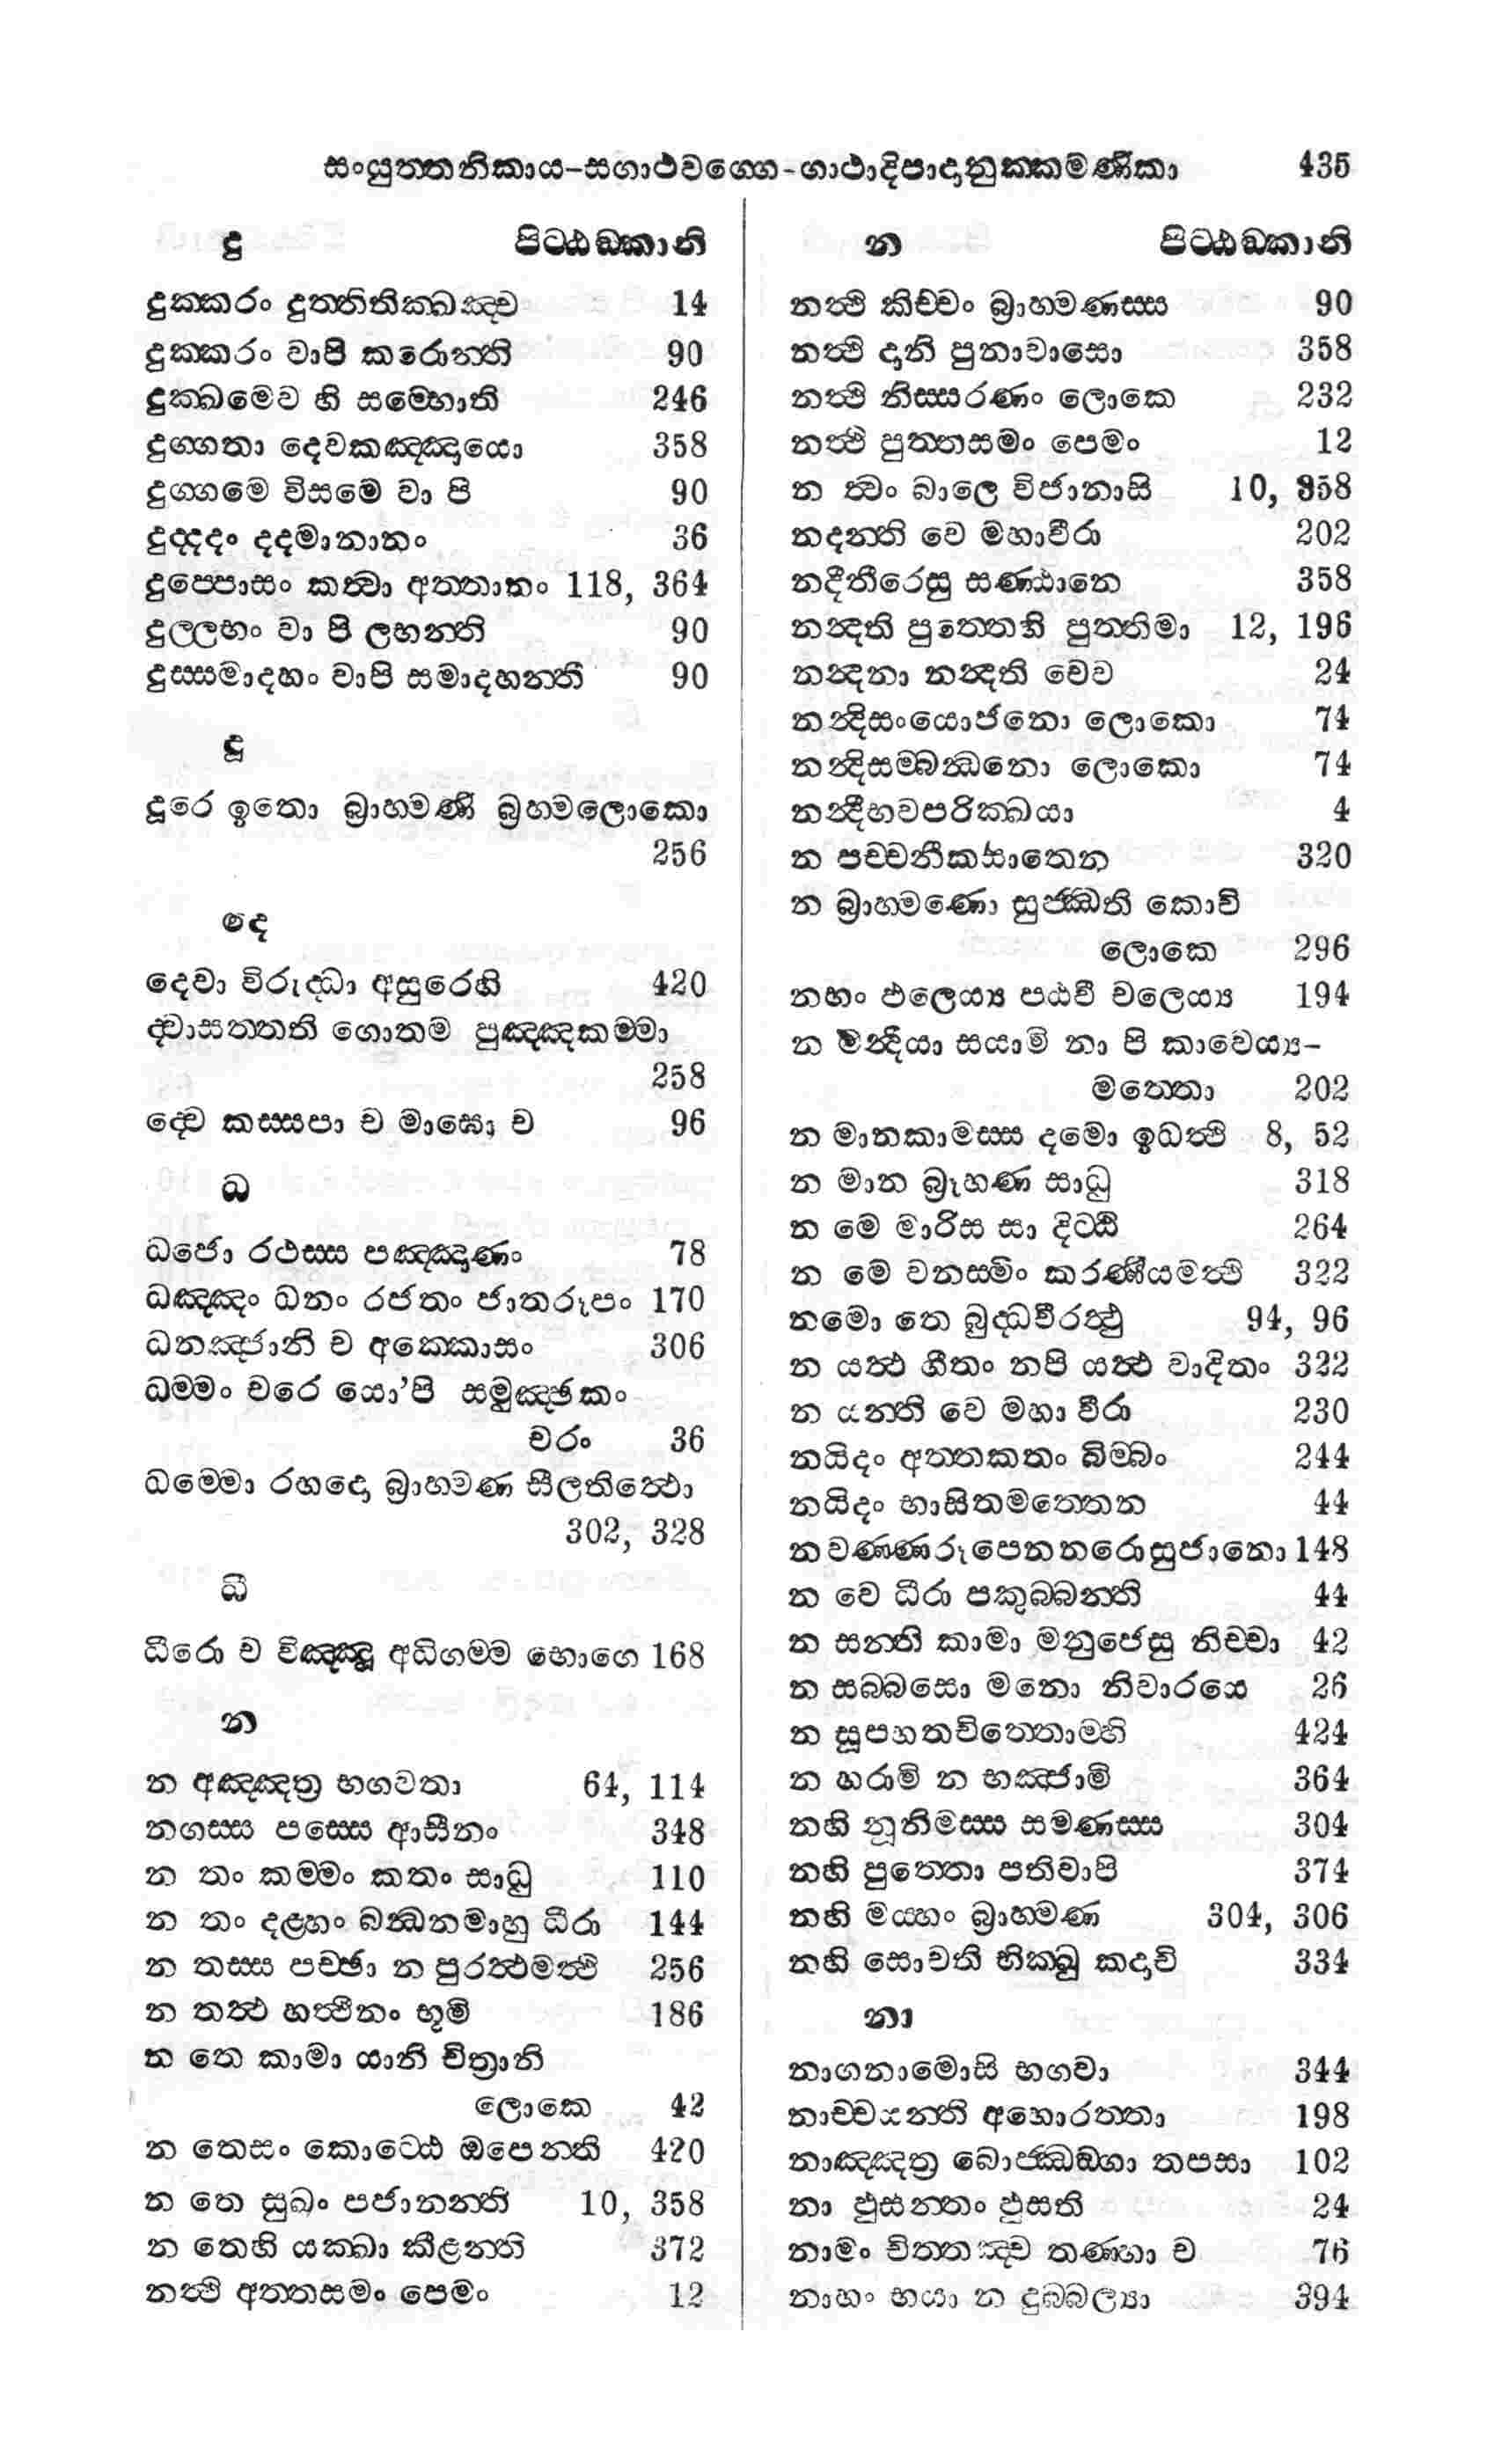 සංයුත්තනිකාය-සගාථවග්ගෙ-ගාථාදිපාදානුක්කමණිකා 435
දු පිට්ඨඞ්කානි
දුක්කරං දුත්තිතික්ඛඤ්ච 14
දුක්කරං වාපි කරොන්ති 90
දුක්ඛමෙව හි සම්භොති 246
දුග්ගතා දෙවකඤ්ඤායො 358
දුග්ගමෙ විසමෙ වා පි 90
දුද්දදං දදමානානං 36
දුප්පොසං කත්වා අත්තානං 118, 364
දුල්ලභං වා පි ලභන්ති 90
දුස්සමාදහං වාපි සමාදහන්තී 90
දූ
දූරෙ ඉතො බ්‍රාහ්මණි බ්‍රහ්මලොකො
256
දෙ
දෙවා විරුද්ධා අසුරෙහි 420
ද්වාසත්තති ගොතම පුඤ්ඤකම්මා
258
ද්වෙ කස්සපා ච මාඝො ච 96
ධ
ධජො රථස්ස පඤ්ඤාණං 78
ධඤ්ඤං ධනං රජතං ජාතරූපං 170
ධනඤ්ජානි ච අක්කොසං 306
ධම්මං චරෙ යො’පි සමුඤ්ඡකං
චරං 36
ධම්මො රහදො බ්‍රාහ්මණ සීලතිත්ථො
302, 328
ධී
ධීරො ච විඤ්ඤූ අධිගම්ම භොගෙ 168
න
න අඤ්ඤත්‍ර භගවතා 64, 114
නගස්ස පස්සෙ ආසීනං 348
න තං කම්මං කතං සාධු 110
න තං දළ්හං බන්ධනමාහු ධීරා 144
න තස්ස පච්ඡා න පුරත්ථමත්ථි 256
න තත්ථ හත්ථීනං භූමි 186
න තෙ කාමා යානි චිත්‍රානි
ලොකෙ 42
න තෙසං කොට්ඨෙ ඔපෙන්ති 420
න තෙ සුඛං පජානන්ති 10, 358
න තෙහි යක්ඛා කීළන්ති 372
නත්ථි අත්තසමං පෙමං 12
න පිට්ඨඞ්කානි
නත්ථි කිච්චං බ්‍රාහ්මණස්ස 90
නත්ථි දානි පුනාවාසො 358
නත්ථි නිස්සරණං ලොකෙ 232
නත්ථි පුත්තසමං පෙමං 12
න ත්වං බාලෙ විජානාසි 10, 358
නදන්ති වෙ මහාවීරා 202
නදීතීරෙසු සණ්ඨානෙ 358
නන්දති පුත්තෙහි පුත්තිමා 12, 196
නන්දනා නන්දති චෙව 24
නන්දිසංයොජනො ලොකො 74
නන්දිසම්බන්ධනො ලොකො 74
නන්දීභවපරික්ඛයා 4
න පච්චනීකසාතෙන 320
න බ්‍රාහ්මණො සුජ්ඣති කොචි
ලොකෙ 296
නභං ඵලෙය්‍ය පඨවී චලෙය්‍ය 194
න මන්දියා සයාමි නා පි කාවෙය්‍ය-
මත්තො 202
න මානකාමස්ස දමො ඉධත්ථි 8, 52
න මාන බ්‍රූහණ සාධු 318
න මෙ මාරිස සා දිට්ඨි 264
න මෙ වනස්මිං කරණීයමත්ථි 322
නමො තෙ බුද්ධවීරත්ථු 94, 96
න යත්ථ ගීතං නපි යත්ථ වාදිතං 322
න යන්ති වෙ මහා වීරා 230
නයිදං අත්තකතං බිම්බං 244
නයිදං භාසිතමත්තෙන 44
න වණ්ණරූපෙන නරො සුජානො 148
න වෙ ධීරා පකුබ්බන්ති 44
න සන්ති කාමා මනුජෙසු නිච්චා 42
න සබ්බසො මනො නිවාරයෙ 26
න සූපහතචිත්තොම්හි 424
න හරාමි න භඤ්ජාමි 364
නහි නූනිමස්ස සමණස්ස 304
නහි පුත්තො පතිවාපි 374
නහි මය්හං බ්‍රාහ්මණ 304, 306
නහි සොචති භික්ඛු කදාචි 334
නා
නාගනාමොසි භගවා 344
නාච්චයන්ති අහොරත්තා 198
නාඤ්ඤත්‍ර බොජ්ඣඞ්ගා තපසා 102
නා ඵුසන්තං ඵුසති 24
නාමං චිත්තඤ්ච තණ්හා ච 76
නාහං භයා න දුබ්බල්‍යා 394